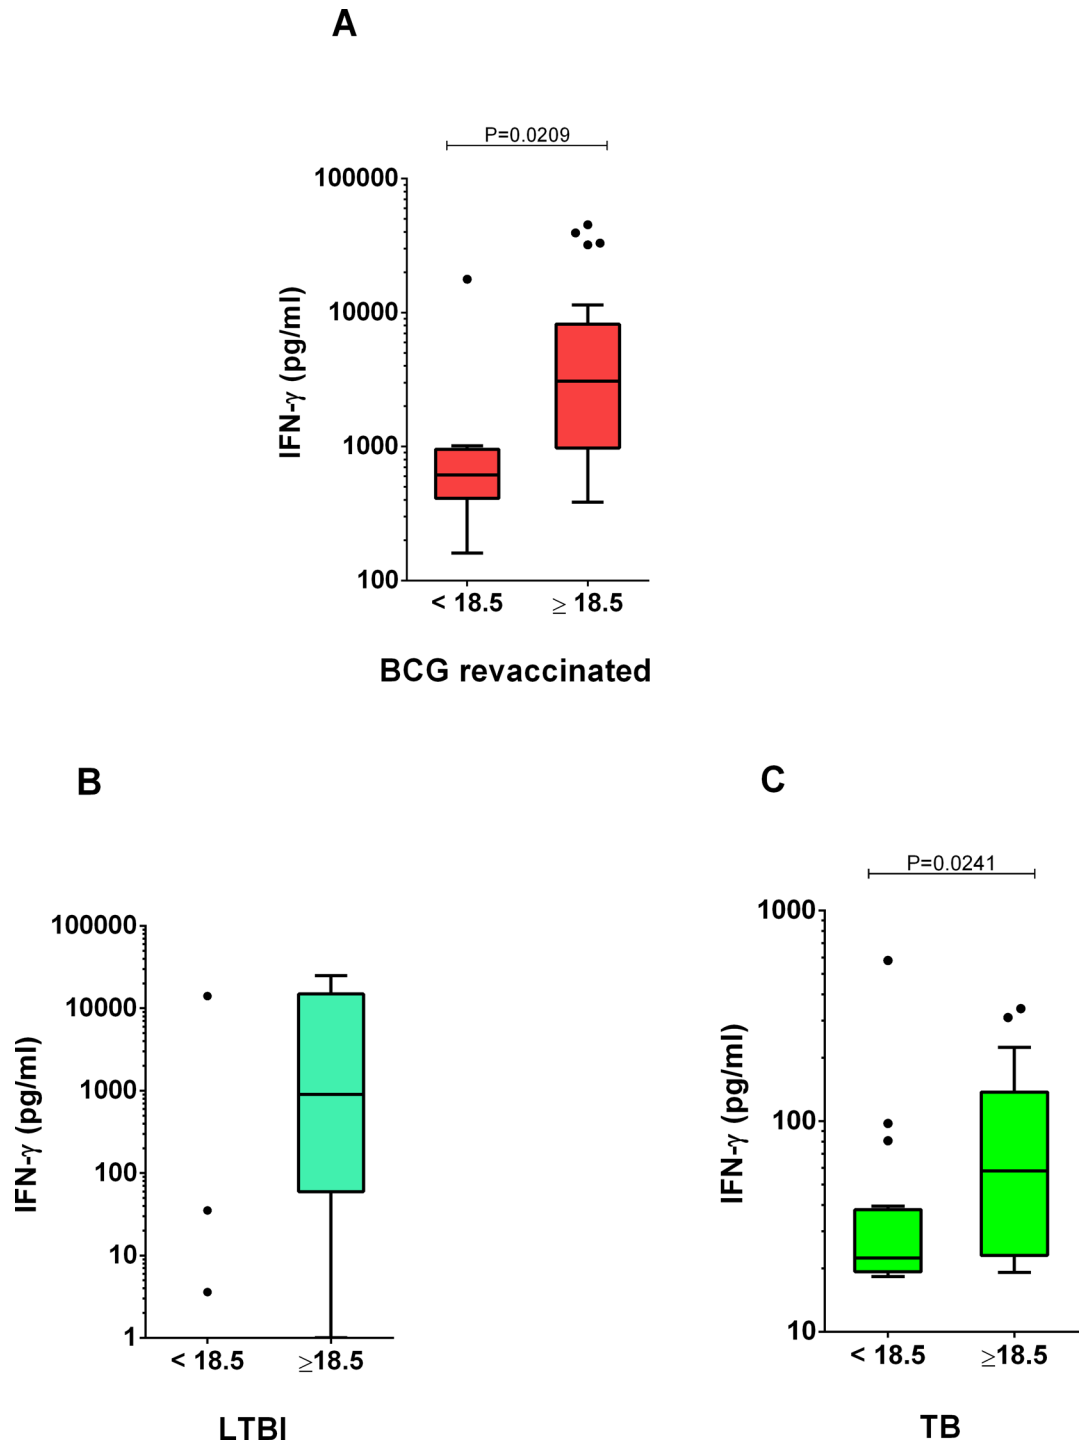 A
P=0.0209
100000
10000
1000
100
IFN-γ (pg/ml)
< 18.5 ≥ 18.5
BCG revaccinated
B
100000
10000
1000
100
10
1
IFN-γ (pg/ml)
< 18.5 ≥18.5
LTBI
C
P=0.0241
1000
100
10
IFN-γ (pg/ml)
< 18.5 ≥18.5
TB